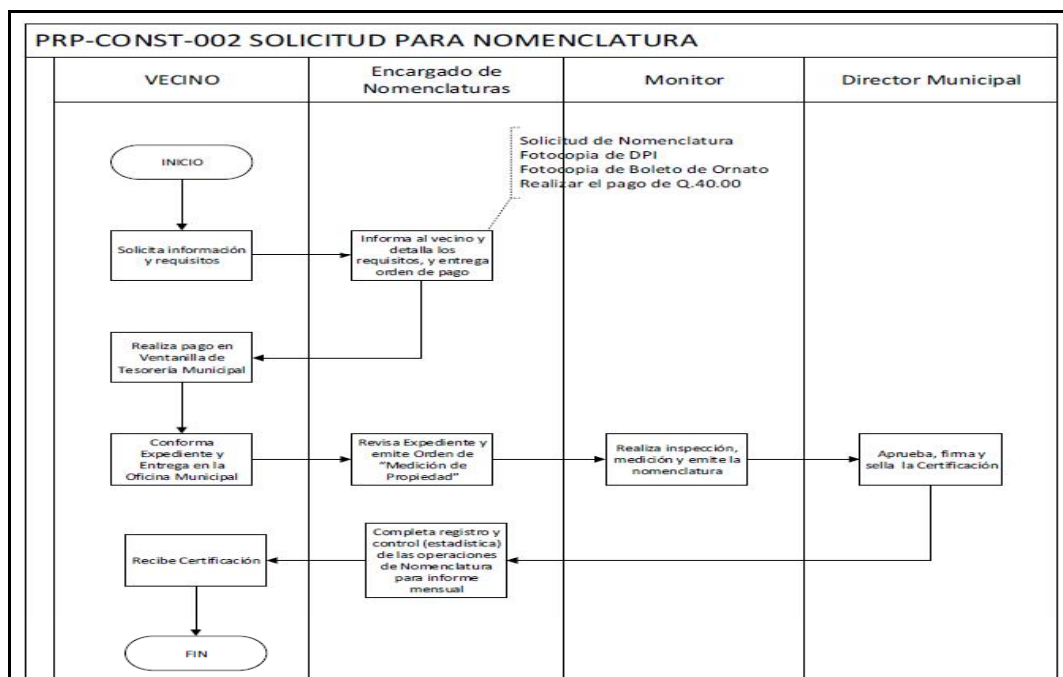 PRP-CONST-002 SOLICITUD PARA NOMENCLATURA
VECINO
Encargado de
Nomenclaturas
Monitor
Director Municipal
Solicitud de Nomenclatura
Fotocopia de DPI
Fotocopia de Boleto de Ornato
Realizar el pago de Q.40.00
INICIO
Solicita información
y requisitos
Informa al vecino y
detalla los
requisitos, y entrega
orden de pago
Realiza pago en
Ventanilla de
Tesorería Municipal
Conforma
Expediente y
Entrega en la
Oficina Municipal
Revisa Expediente y
emite Orden de
“Medición de
Propiedad”
Realiza inspección,
medición y emite la
nomenclatura
Aprueba, firma y
sella la Certificación
Completa registro y
control (estadística)
de las operaciones
de Nomenclatura
para informe
mensual
Recibe Certificación
FIN